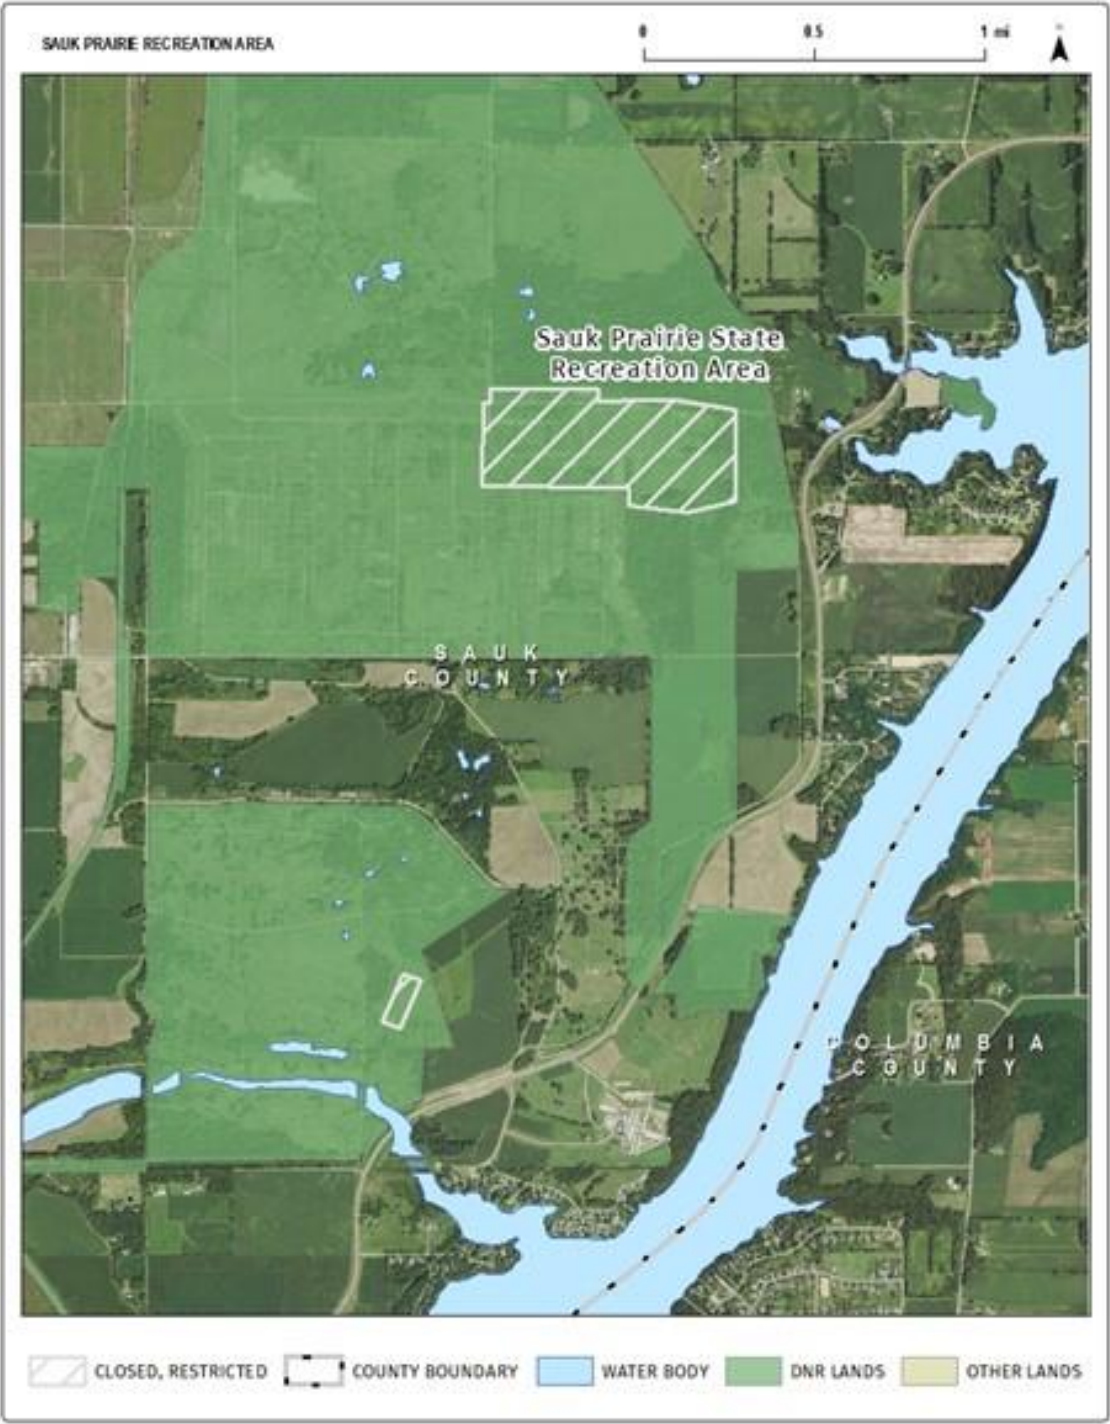 SAUK PRAIRIE RECREATION AREA
0 0.5 1 mi
Sauk Prairie State
Recreation Area
SAUK
COUNTY
COLUMBIA
COUNTY
CLOSED, RESTRICTED
COUNTY BOUNDARY
WATER BODY
DNR LANDS
OTHER LANDS